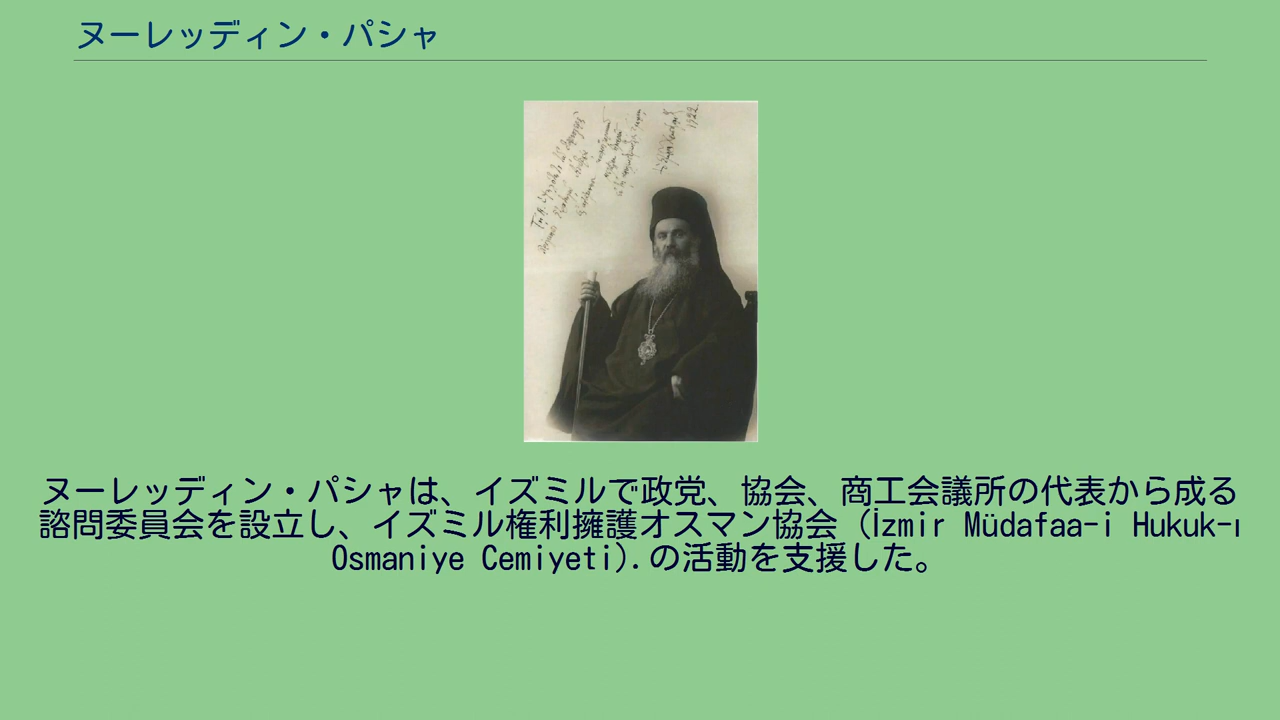 ヌーレッディン・パシャ
1922
ヌーレッディン・パシャは、イズミルで政党、協会、商工会議所の代表から成る
諮問委員会を設立し、イズミル権利擁護オスマン協会 (İzmir Müdafaa-i Hukuk-ı
Osmaniye Cemiyeti).の活動を支援した。